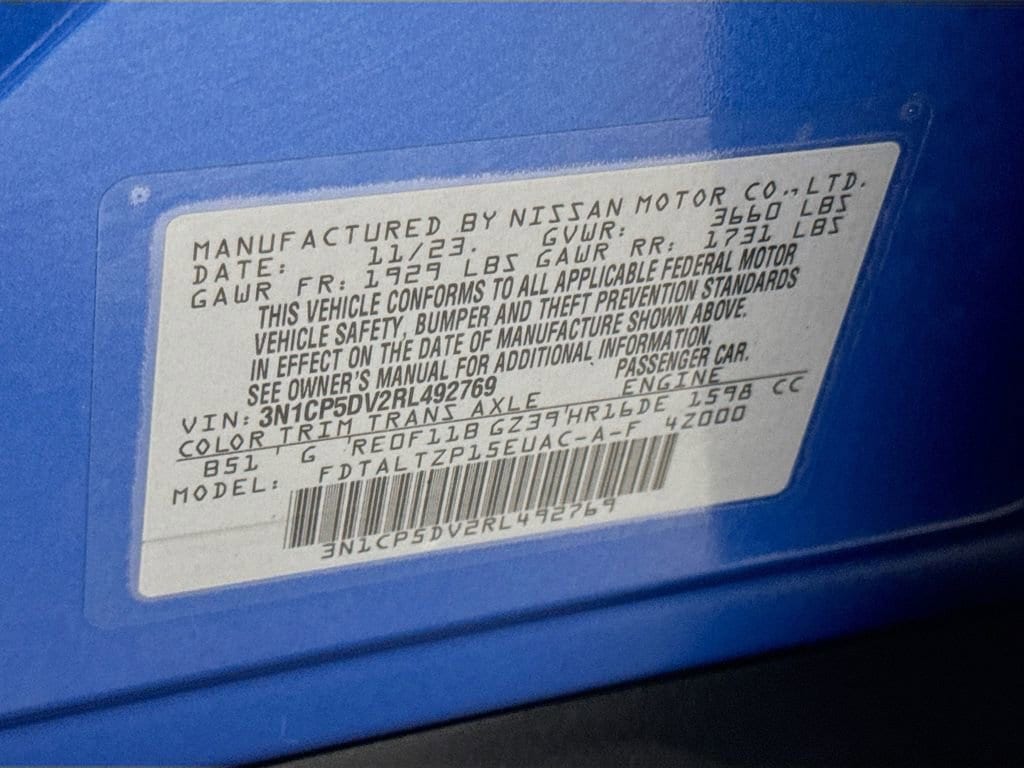 MANUFACTURED BY NISSAN MOTOR CO., LTD.
DATE: 11/23. GVWR: 3660 LBS
GAWR FR: 1929 LBS GAWR RR: 1731 LBS
THIS VEHICLE CONFORMS TO ALL APPLICABLE FEDERAL MOTOR
VEHICLE SAFETY, BUMPER AND THEFT PREVENTION STANDARDS
IN EFFECT ON THE DATE OF MANUFACTURE SHOWN ABOVE.
SEE OWNER'S MANUAL FOR ADDITIONAL INFORMATION.
VIN: 3N1CP5DV2RL492769 PASSENGER CAR.
COLOR TRIM TRANS AXLE ENGINE
B51 'G 'RE0F11B GZ39'HR16DE 1598 CC
MODEL: FDTALTZP15EUAC-A-F 4Z000
3N1CP5DV2RL492769